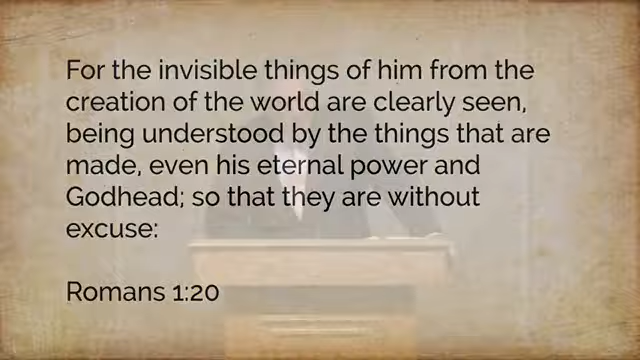 For the invisible things of him from the
creation of the world are clearly seen,
being understood by the things that are
made, even his eternal power and
Godhead; so that they are without
excuse:
Romans 1:20